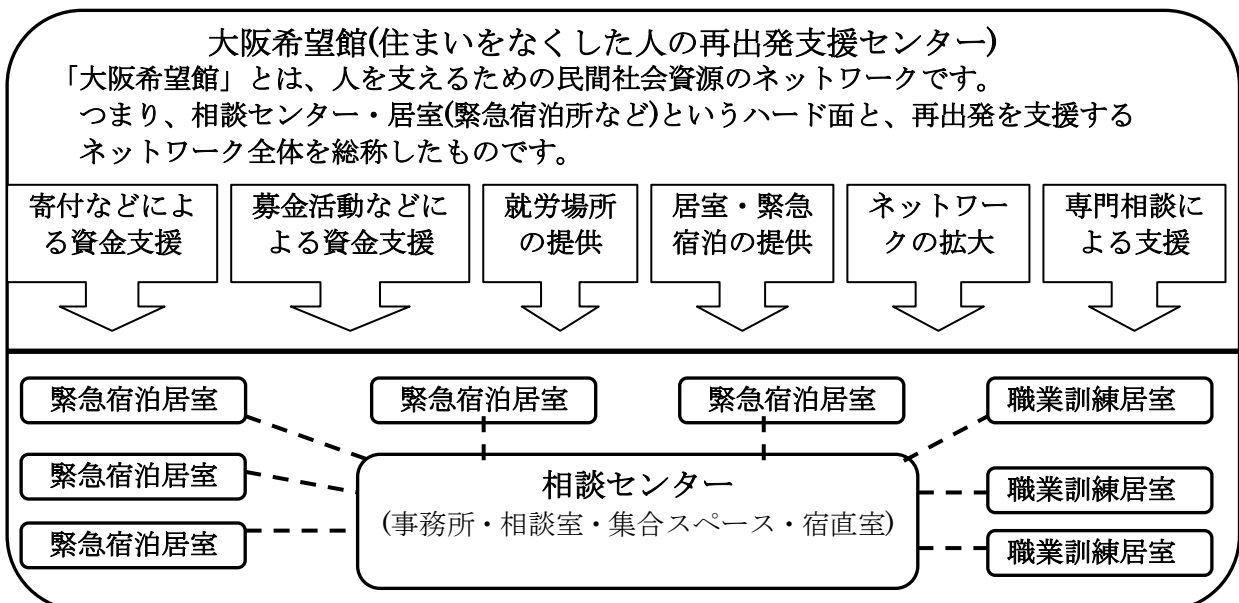 大阪希望館(住まいをなくした人の再出発支援センター)
「大阪希望館」とは、人を支えるための民間社会資源のネットワークです。
つまり、相談センター・居室(緊急宿泊所など)というハード面と、再出発を支援する
ネットワーク全体を総称したものです。
寄付などによ
る資金支援
募金活動などに
よる資金支援
就労場所
の提供
居室・緊急
宿泊の提供
ネットワー
クの拡大
専門相談に
よる支援
緊急宿泊居室
緊急宿泊居室
緊急宿泊居室
職業訓練居室
緊急宿泊居室
相談センター
(事務所・相談室・集合スペース・宿直室)
職業訓練居室
緊急宿泊居室
職業訓練居室